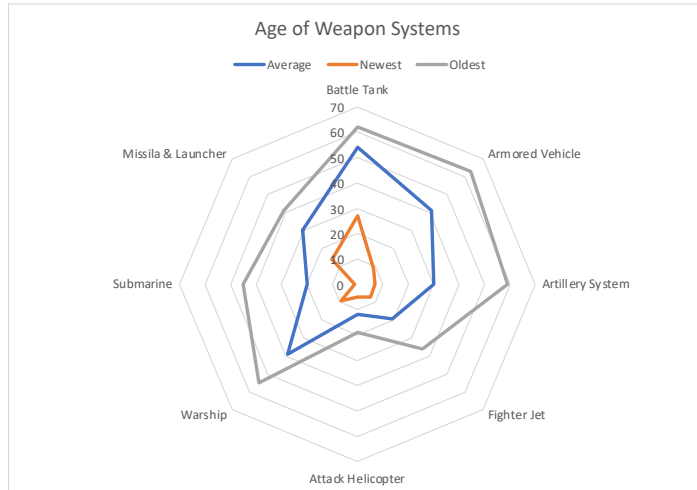 Age of Weapon Systems
Average Newest Oldest
Battle Tank
70
60
50
40
30
20
10
0
Missila & Launcher
Armored Vehicle
Submarine
Artillery System
Warship
Fighter Jet
Attack Helicopter